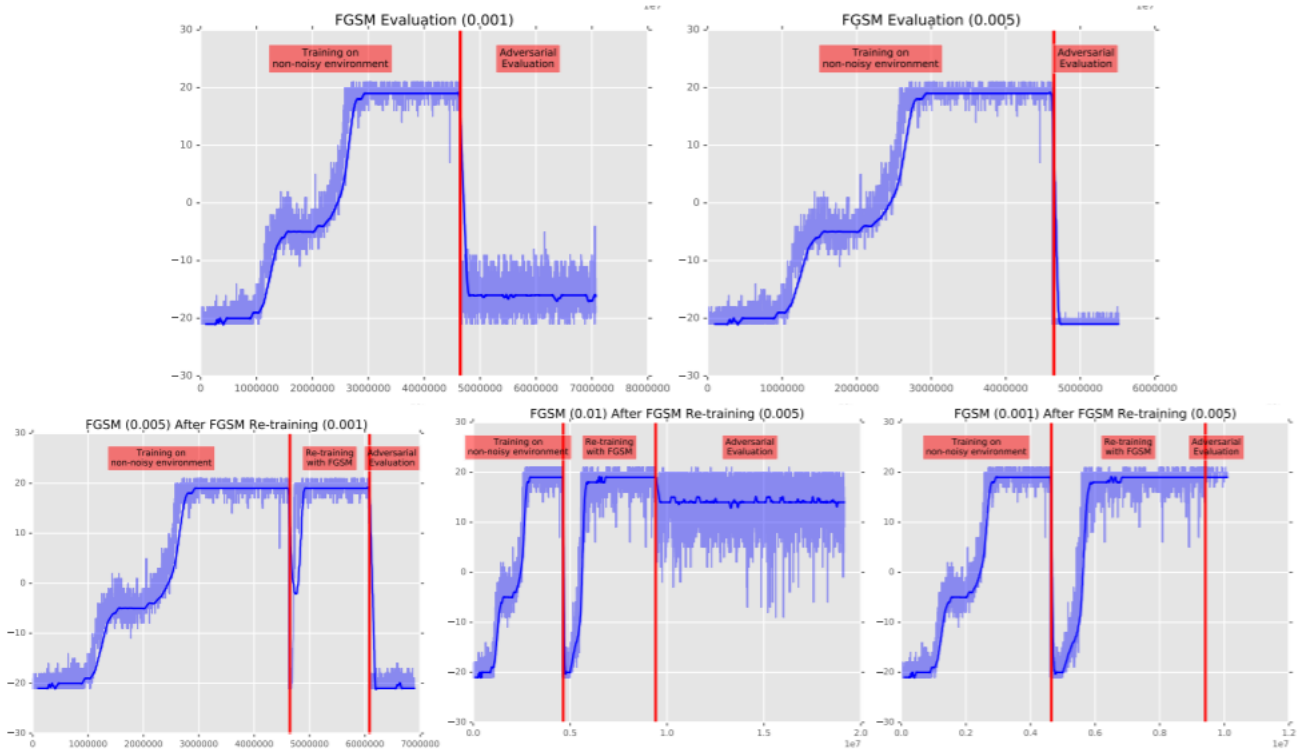 FGSM Evaluation (0.001)
30
20
10
0
−10
−20
−30
Training on
non-noisy environment
Adversarial
Evaluation
0 1000000 2000000 3000000 4000000 5000000 6000000 7000000 8000000
FGSM Evaluation (0.005)
30
20
10
0
−10
−20
−30
Training on
non-noisy environment
Adversarial
Evaluation
0 1000000 2000000 3000000 4000000 5000000 6000000
FGSM (0.005) After FGSM Re-training (0.001)
30
20
10
0
−10
−20
−30
Training on
non-noisy environment
Re-training
with FGSM
Adversarial
Evaluation
0 1000000 2000000 3000000 4000000 5000000 6000000 7000000
FGSM (0.01) After FGSM Re-training (0.005)
30
20
10
0
−10
−20
−30
Training on
non-noisy environment
Re-training
with FGSM
Adversarial
Evaluation
0.0 0.5 1.0 1.5 2.0
1e7
FGSM (0.001) After FGSM Re-training (0.005)
30
20
10
0
−10
−20
−30
Training on
non-noisy environment
Re-training
with FGSM
Adversarial
Evaluation
0.0 0.2 0.4 0.6 0.8 1.0 1.2
1e7